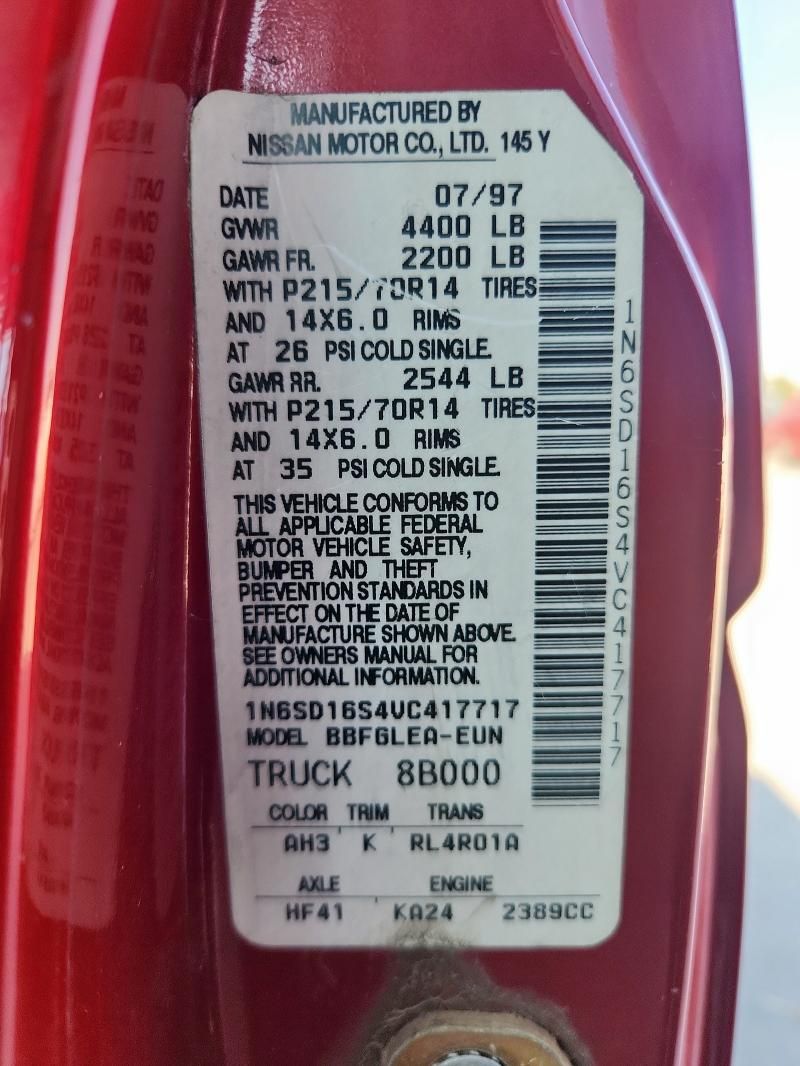 MANUFACTURED BY
NISSAN MOTOR CO., LTD. 145 Y
DATE 07/97
GVWR 4400 LB
GAWR FR. 2200 LB
WITH P215/70R14 TIRES
AND 14X6.0 RIMS
AT 26 PSI COLD SINGLE.
GAWR RR. 2544 LB
WITH P215/70R14 TIRES
AND 14X6.0 RIMS
AT 35 PSI COLD SINGLE.
THIS VEHICLE CONFORMS TO
ALL APPLICABLE FEDERAL
MOTOR VEHICLE SAFETY,
BUMPER AND THEFT
PREVENTION STANDARDS IN
EFFECT ON THE DATE OF
MANUFACTURE SHOWN ABOVE.
SEE OWNERS MANUAL FOR
ADDITIONAL INFORMATION.
1N6SD16S4VC417717
MODEL BBFGLEA-EUN
TRUCK 8B000
COLOR TRIM TRANS
AH3 K RL4R01A
AXLE ENGINE
HF41 KA24 2389CC
1N6SD16S4VC417717